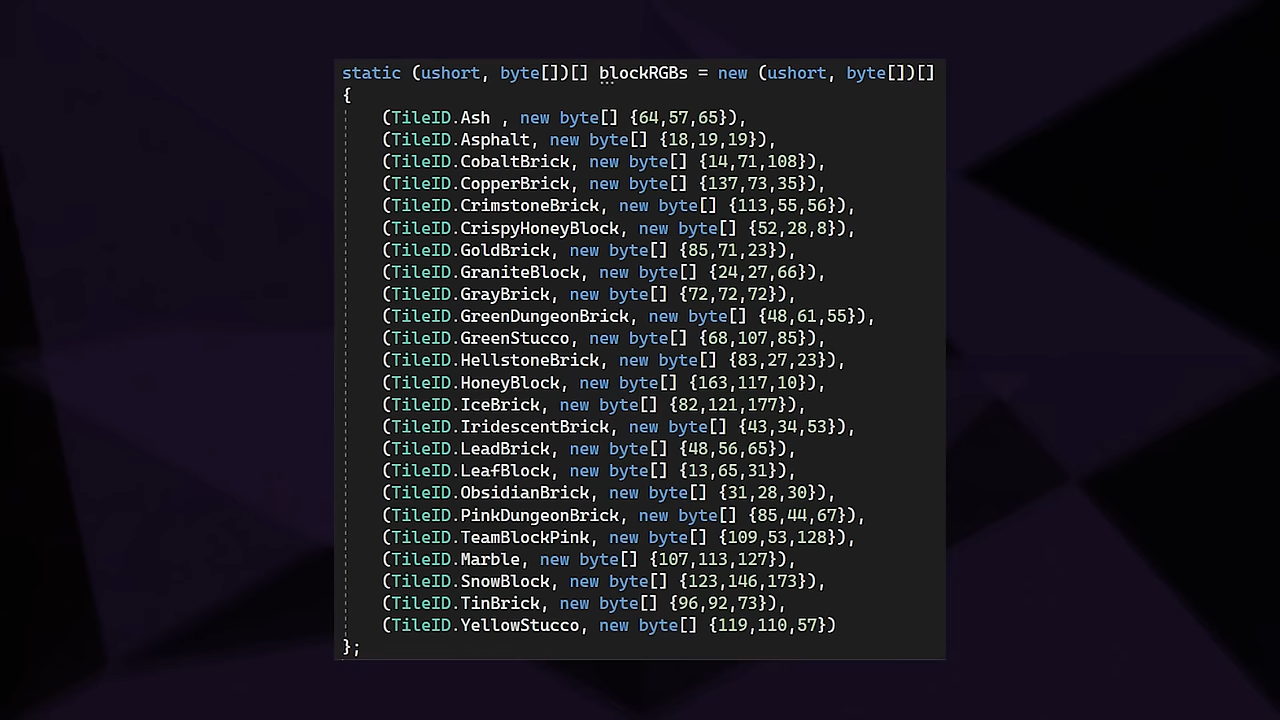 static (ushort, byte[])[] blockRGBs = new (ushort, byte[])[]
{
(TileID.Ash , new byte[] {64,57,65}),
(TileID.Asphalt, new byte[] {18,19,19}),
(TileID.CobaltBrick, new byte[] {14,71,108}),
(TileID.CopperBrick, new byte[] {137,73,35}),
(TileID.CrimstoneBrick, new byte[] {113,55,56}),
(TileID.CrispyHoneyBlock, new byte[] {52,28,8}),
(TileID.GoldBrick, new byte[] {85,71,23}),
(TileID.GraniteBlock, new byte[] {24,27,66}),
(TileID.GrayBrick, new byte[] {72,72,72}),
(TileID.GreenDungeonBrick, new byte[] {48,61,55}),
(TileID.GreenStucco, new byte[] {68,107,85}),
(TileID.HellstoneBrick, new byte[] {83,27,23}),
(TileID.HoneyBlock, new byte[] {163,117,10}),
(TileID.IceBrick, new byte[] {82,121,177}),
(TileID.IridescentBrick, new byte[] {43,34,53}),
(TileID.LeadBrick, new byte[] {48,56,65}),
(TileID.LeafBlock, new byte[] {13,65,31}),
(TileID.ObsidianBrick, new byte[] {31,28,30}),
(TileID.PinkDungeonBrick, new byte[] {85,44,67}),
(TileID.TeamBlockPink, new byte[] {109,53,128}),
(TileID.Marble, new byte[] {107,113,127}),
(TileID.SnowBlock, new byte[] {123,146,173}),
(TileID.TinBrick, new byte[] {96,92,73}),
(TileID.YellowStucco, new byte[] {119,110,57})
};